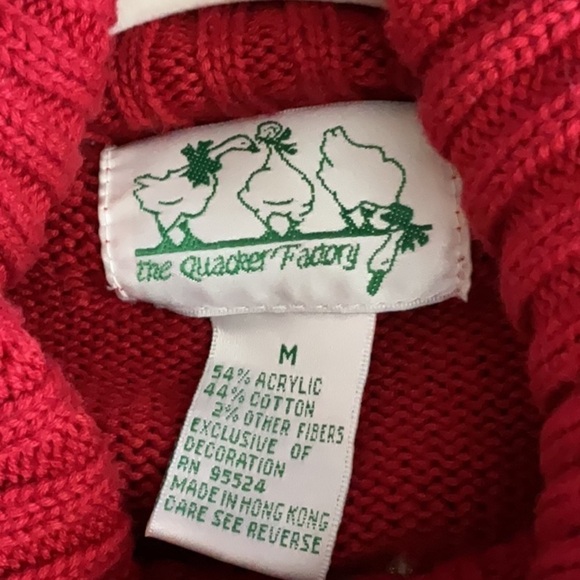 the Quacker Factory
M
54% ACRYLIC
44% COTTON
2% OTHER FIBERS
EXCLUSIVE OF
DECORATION
RN 95524
MADE IN HONG KONG
CARE SEE REVERSE